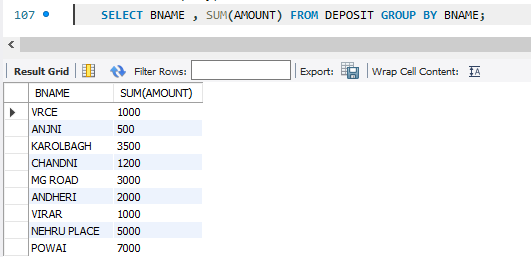 107 SELECT BNAME , SUM(AMOUNT) FROM DEPOSIT GROUP BY BNAME;
Result Grid Filter Rows: Export: Wrap Cell Content: IA
BNAME SUM(AMOUNT)
VRCE 1000
ANJNI 500
KAROLBAGH 3500
CHANDNI 1200
MG ROAD 3000
ANDHERI 2000
VIRAR 1000
NEHRU PLACE 5000
POWAI 7000